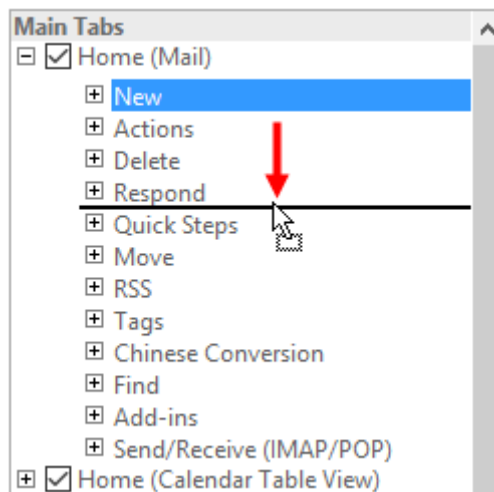 Main Tabs
Home (Mail)
New
Actions
Delete
Respond
Quick Steps
Move
RSS
Tags
Chinese Conversion
Find
Add-ins
Send/Receive (IMAP/POP)
Home (Calendar Table View)